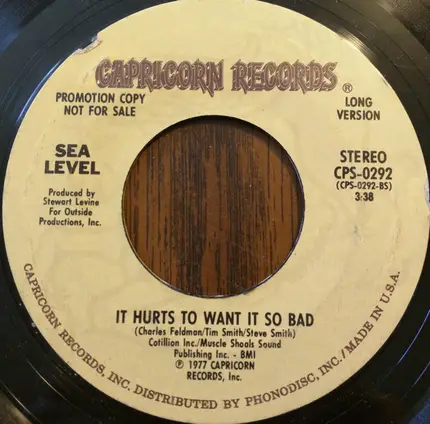 CAPRICORN RECORDS ®
PROMOTION COPY
NOT FOR SALE
LONG
VERSION
SEA
LEVEL
Produced by
Stewart Levine
For Outside
Productions, Inc.
STEREO
CPS-0292
(CPS-0292-BS)
3:38
IT HURTS TO WANT IT SO BAD
(Charles Feldman/Tim Smith/Steve Smith)
Cotillion Inc./Muscle Shoals Sound
Publishing Inc. - BMI
℗ 1977 CAPRICORN
RECORDS, Inc.
CAPRICORN RECORDS, INC. DISTRIBUTED BY PHONODISC, INC./MADE IN U.S.A.